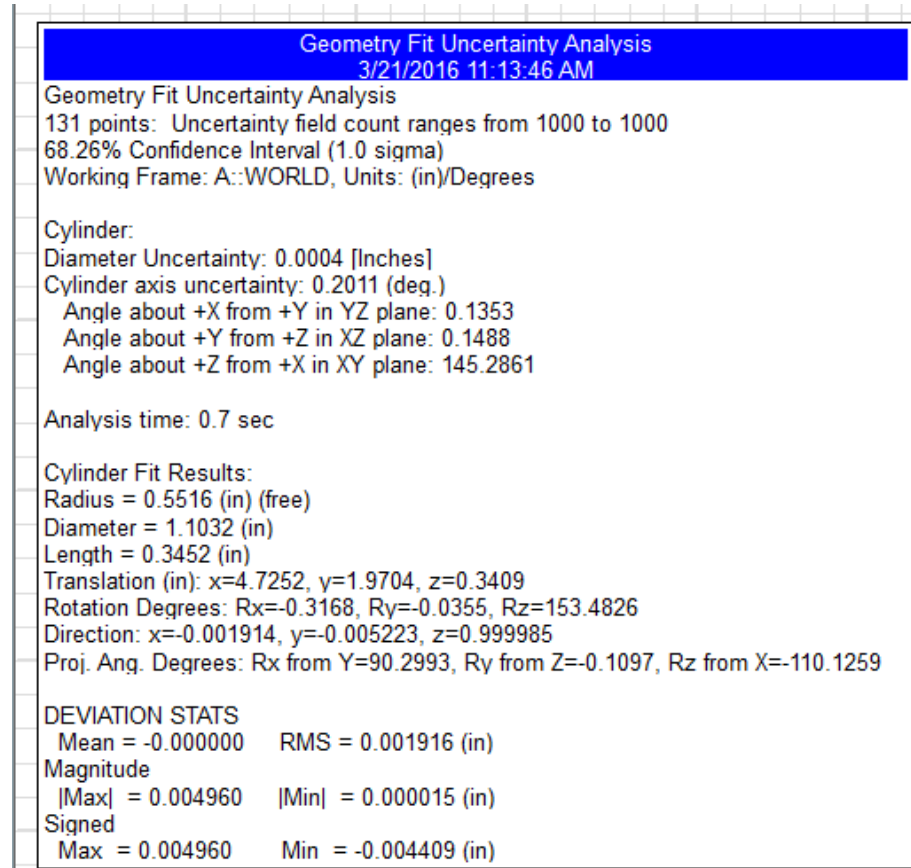 Geometry Fit Uncertainty Analysis
3/21/2016 11:13:46 AM
Geometry Fit Uncertainty Analysis
131 points:  Uncertainty field count ranges from 1000 to 1000
68.26% Confidence Interval (1.0 sigma)
Working Frame: A::WORLD, Units: (in)/Degrees
Cylinder:
Diameter Uncertainty: 0.0004 [Inches]
Cylinder axis uncertainty: 0.2011 (deg.)
Angle about +X from +Y in YZ plane: 0.1353
Angle about +Y from +Z in XZ plane: 0.1488
Angle about +Z from +X in XY plane: 145.2861
Analysis time: 0.7 sec
Cylinder Fit Results:
Radius = 0.5516 (in) (free)
Diameter = 1.1032 (in)
Length = 0.3452 (in)
Translation (in): x=4.7252, y=1.9704, z=0.3409
Rotation Degrees: Rx=-0.3168, Ry=-0.0355, Rz=153.4826
Direction: x=-0.001914, y=-0.005223, z=0.999985
Proj. Ang. Degrees: Rx from Y=90.2993, Ry from Z=-0.1097, Rz from X=-110.1259
DEVIATION STATS
Mean = -0.000000     RMS = 0.001916 (in)
Magnitude
|Max|  = 0.004960     |Min|  = 0.000015 (in)
Signed
Max  = 0.004960     Min  = -0.004409 (in)